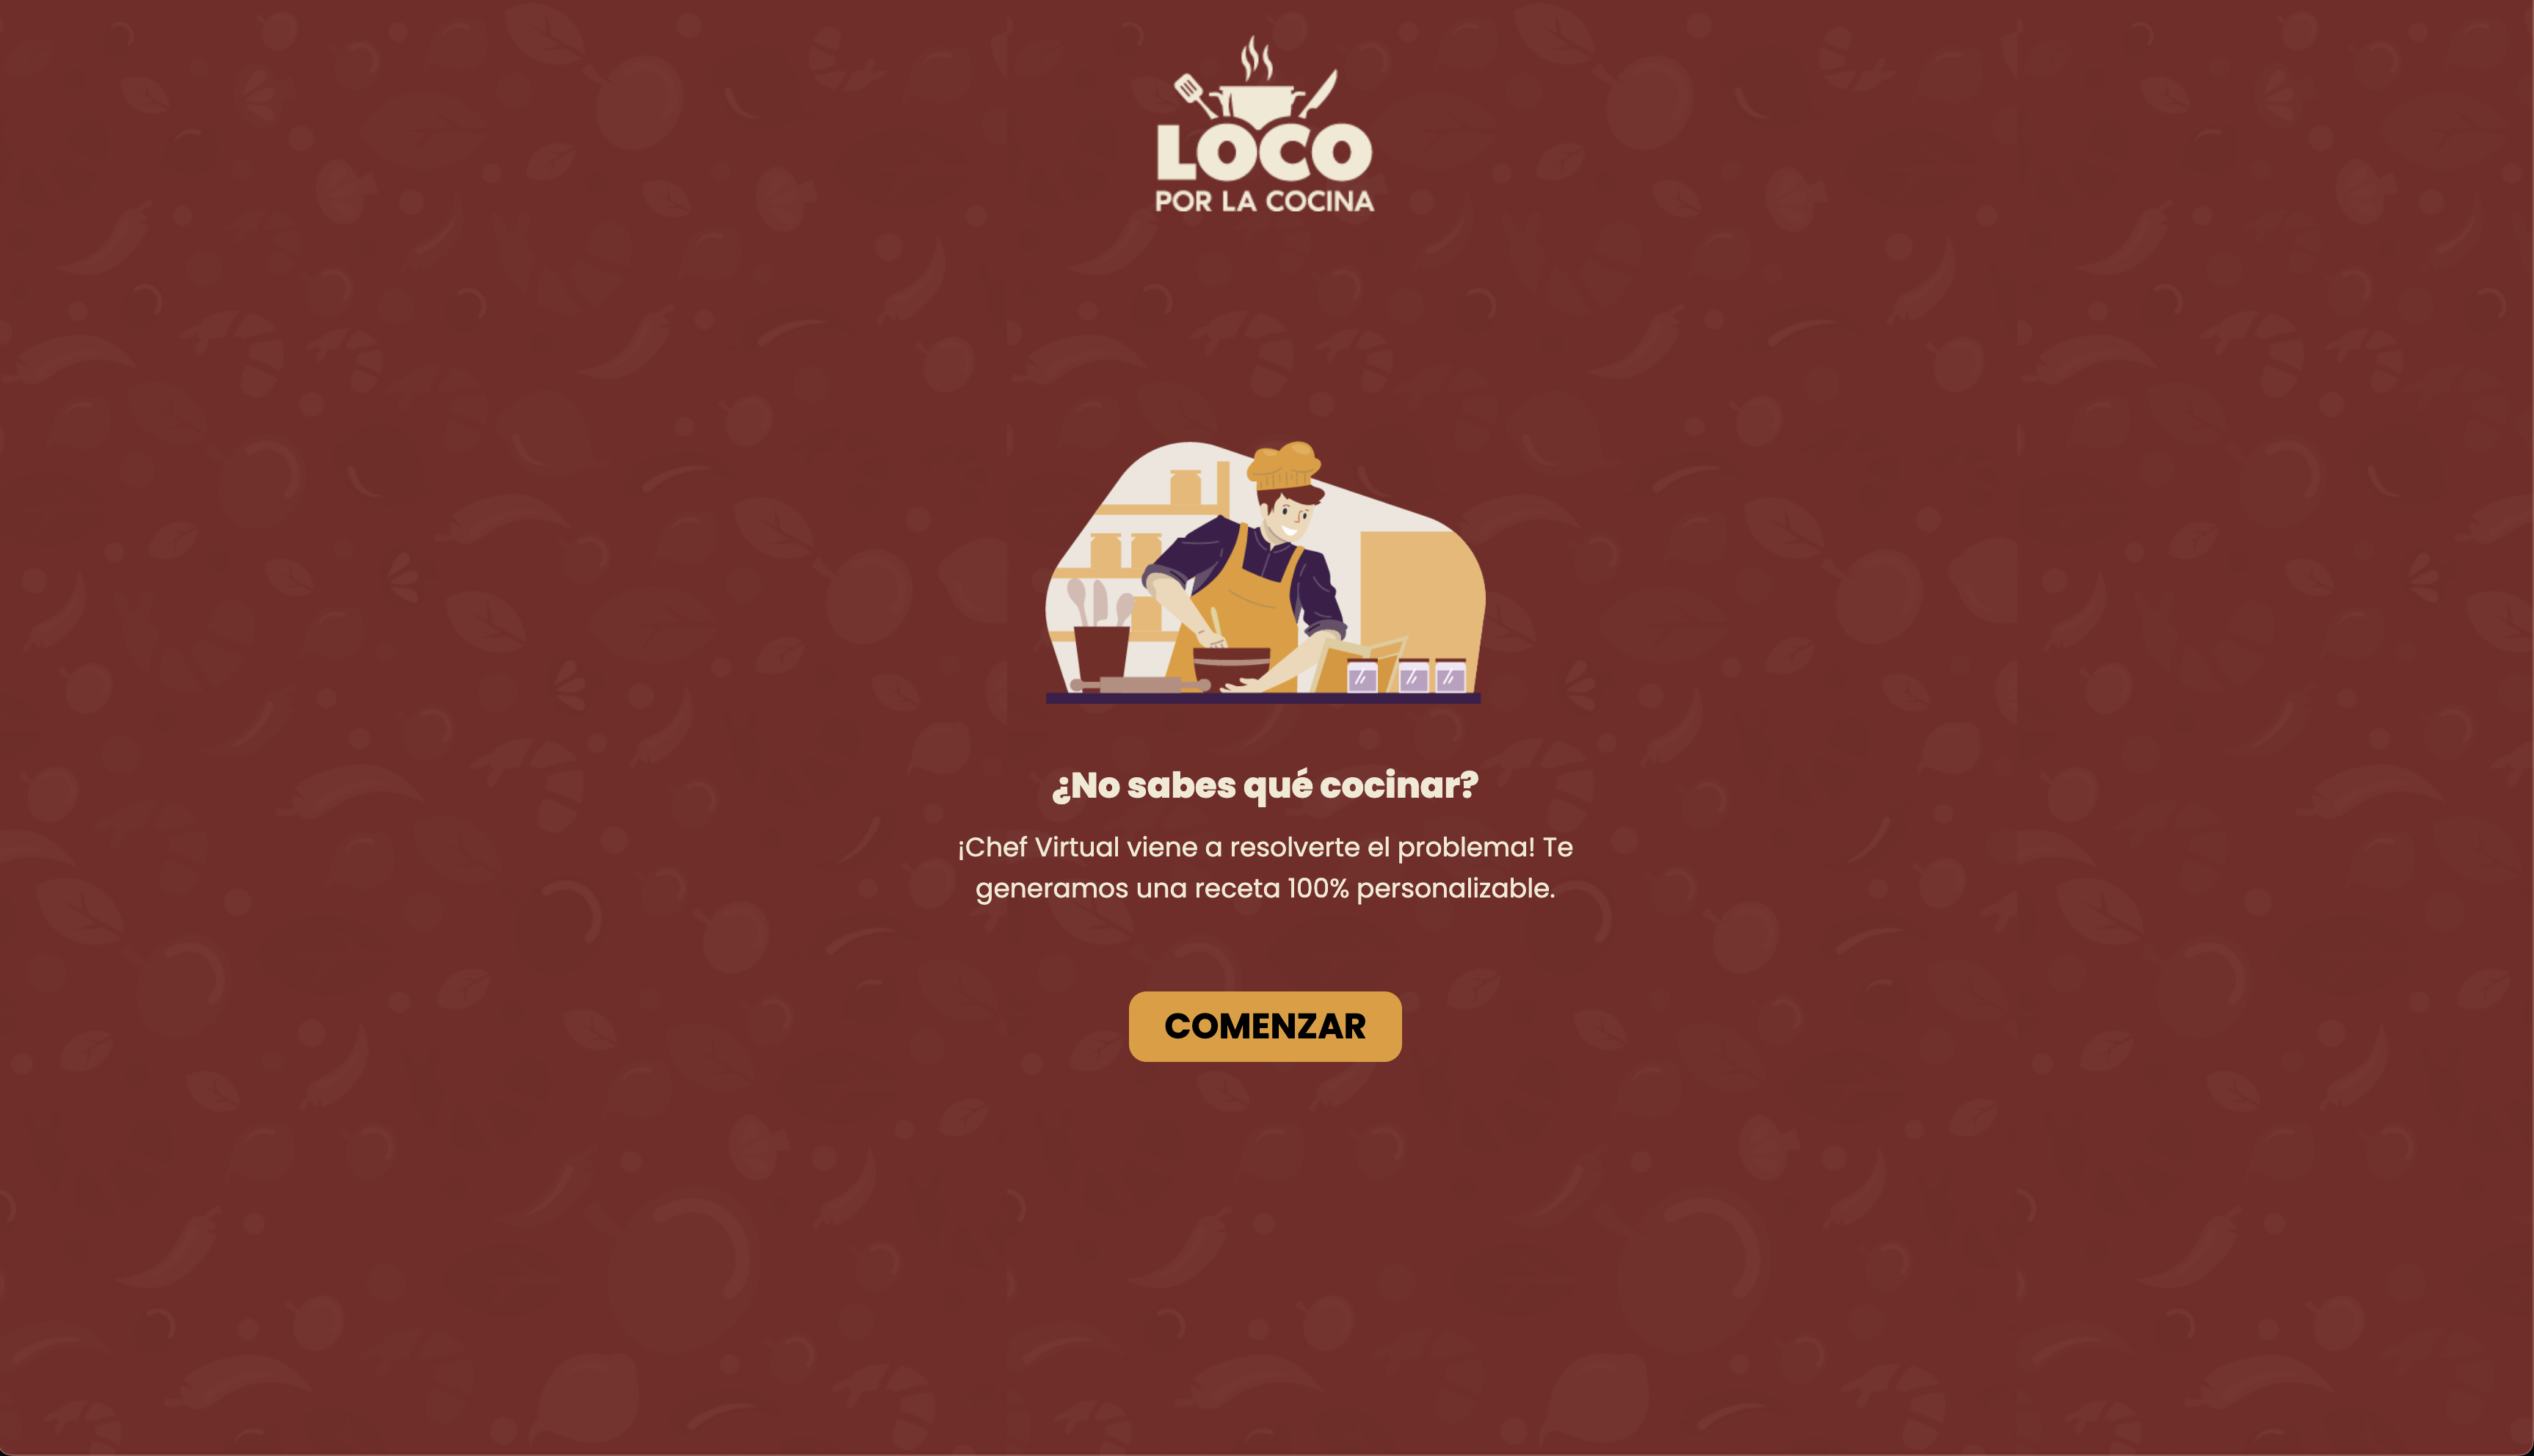 LOCO
POR LA COCINA
¿No sabes qué cocinar?
¡Chef Virtual viene a resolverte el problema! Te
generamos una receta 100% personalizable.
COMENZAR